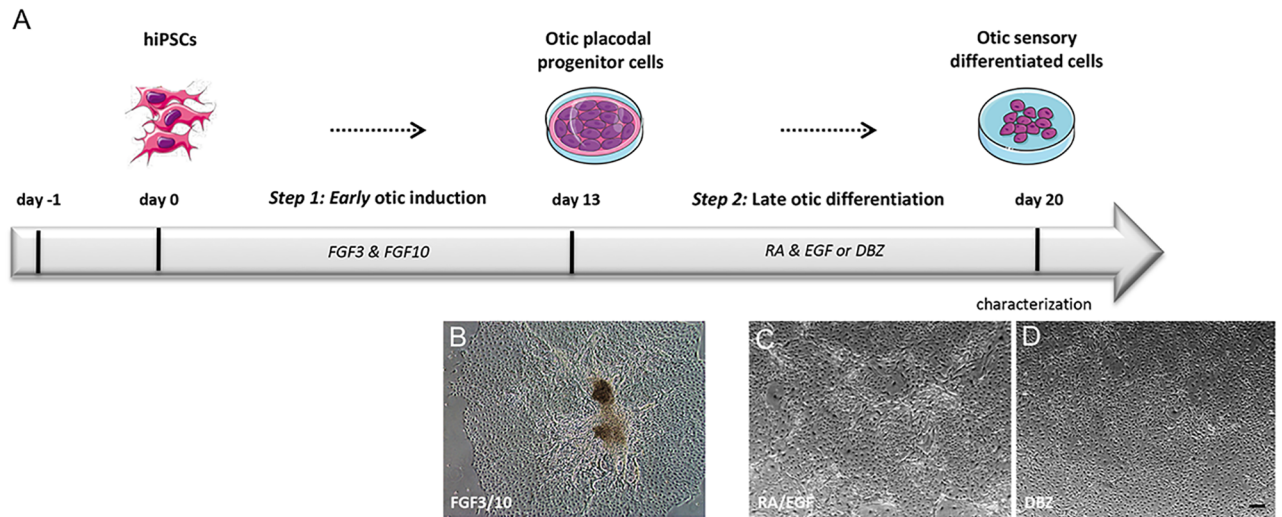 A
hiPSCs
Otic placodal
progenitor cells
Otic sensory
differentiated cells
day -1
day 0
Step 1: Early otic induction
day 13
Step 2: Late otic differentiation
day 20
FGF3 & FGF10
RA & EGF or DBZ
characterization
B
FGF3/10
C
RA/EGF
D
DBZ